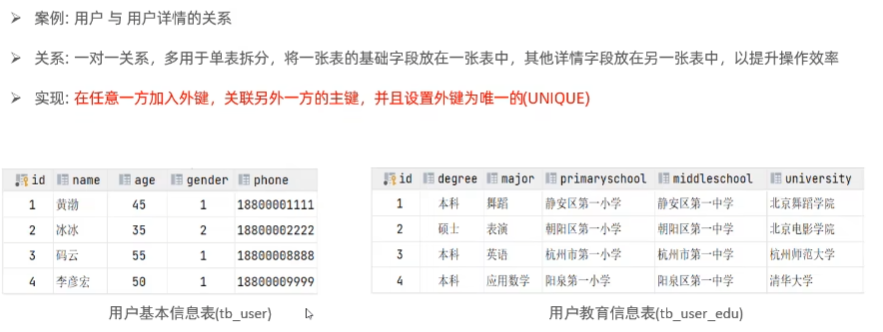 案例: 用户 与 用户详情的关系
关系: 一对一关系，多用于单表拆分，将一张表的基础字段放在一张表中，其他详情字段放在另一张表中，以提升操作效率
实现: 在任意一方加入外键，关联另外一方的主键，并且设置外键为唯一的(UNIQUE)
id name age gender phone
1 黄渤 45 1 18800001111
2 冰冰 35 2 18800002222
3 码云 55 1 18800008888
4 李彦宏 50 1 18800009999
用户基本信息表(tb_user)
id degree major primaryschool middleschool university
1 本科 舞蹈 静安区第一小学 静安区第一中学 北京舞蹈学院
2 硕士 表演 朝阳区第一小学 朝阳区第一中学 北京电影学院
3 本科 英语 杭州市第一小学 杭州市第一中学 杭州师范大学
4 本科 应用数学 阳泉第一小学 阳泉区第一中学 清华大学
用户教育信息表(tb_user_edu)